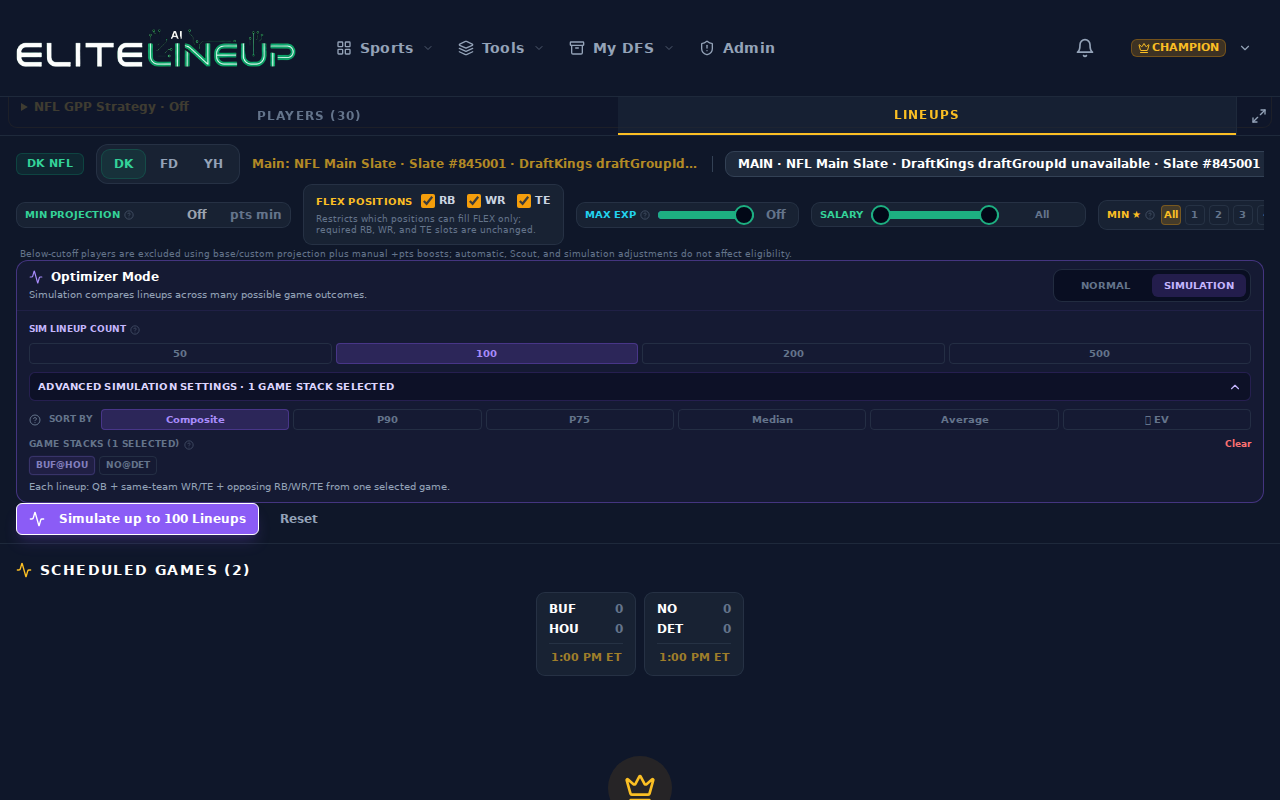 AI
ELITELINEUP
Sports
Tools
My DFS
Admin
CHAMPION
▶ NFL GPP Strategy · Off
PLAYERS (30)
LINEUPS
DK NFL
DK FD YH
Main: NFL Main Slate · Slate #845001 · DraftKings draftGroupId...
MAIN · NFL Main Slate · DraftKings draftGroupId unavailable · Slate #845001
MIN PROJECTION Off pts min
FLEX POSITIONS RB WR TE
Restricts which positions can fill FLEX only;
required RB, WR, and TE slots are unchanged.
MAX EXP Off
SALARY All
MIN ★ All 1 2 3
Below-cutoff players are excluded using base/custom projection plus manual +pts boosts; automatic, Scout, and simulation adjustments do not affect eligibility.
Optimizer Mode
Simulation compares lineups across many possible game outcomes.
NORMAL SIMULATION
SIM LINEUP COUNT
50 100 200 500
ADVANCED SIMULATION SETTINGS · 1 GAME STACK SELECTED
SORT BY Composite P90 P75 Median Average EV
GAME STACKS (1 SELECTED) Clear
BUF@HOU NO@DET
Each lineup: QB + same-team WR/TE + opposing RB/WR/TE from one selected game.
Simulate up to 100 Lineups Reset
SCHEDULED GAMES (2)
BUF 0
HOU 0
1:00 PM ET
NO 0
DET 0
1:00 PM ET